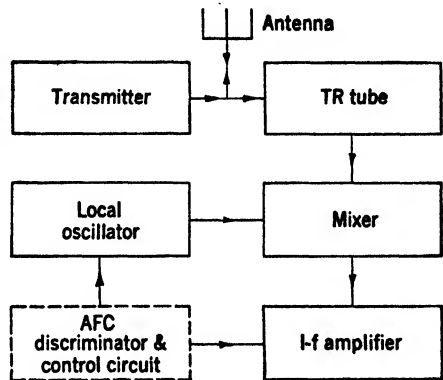 Antenna
Transmitter
TR tube
Local
oscillator
Mixer
AFC
discriminator &
control circuit
I-f amplifier